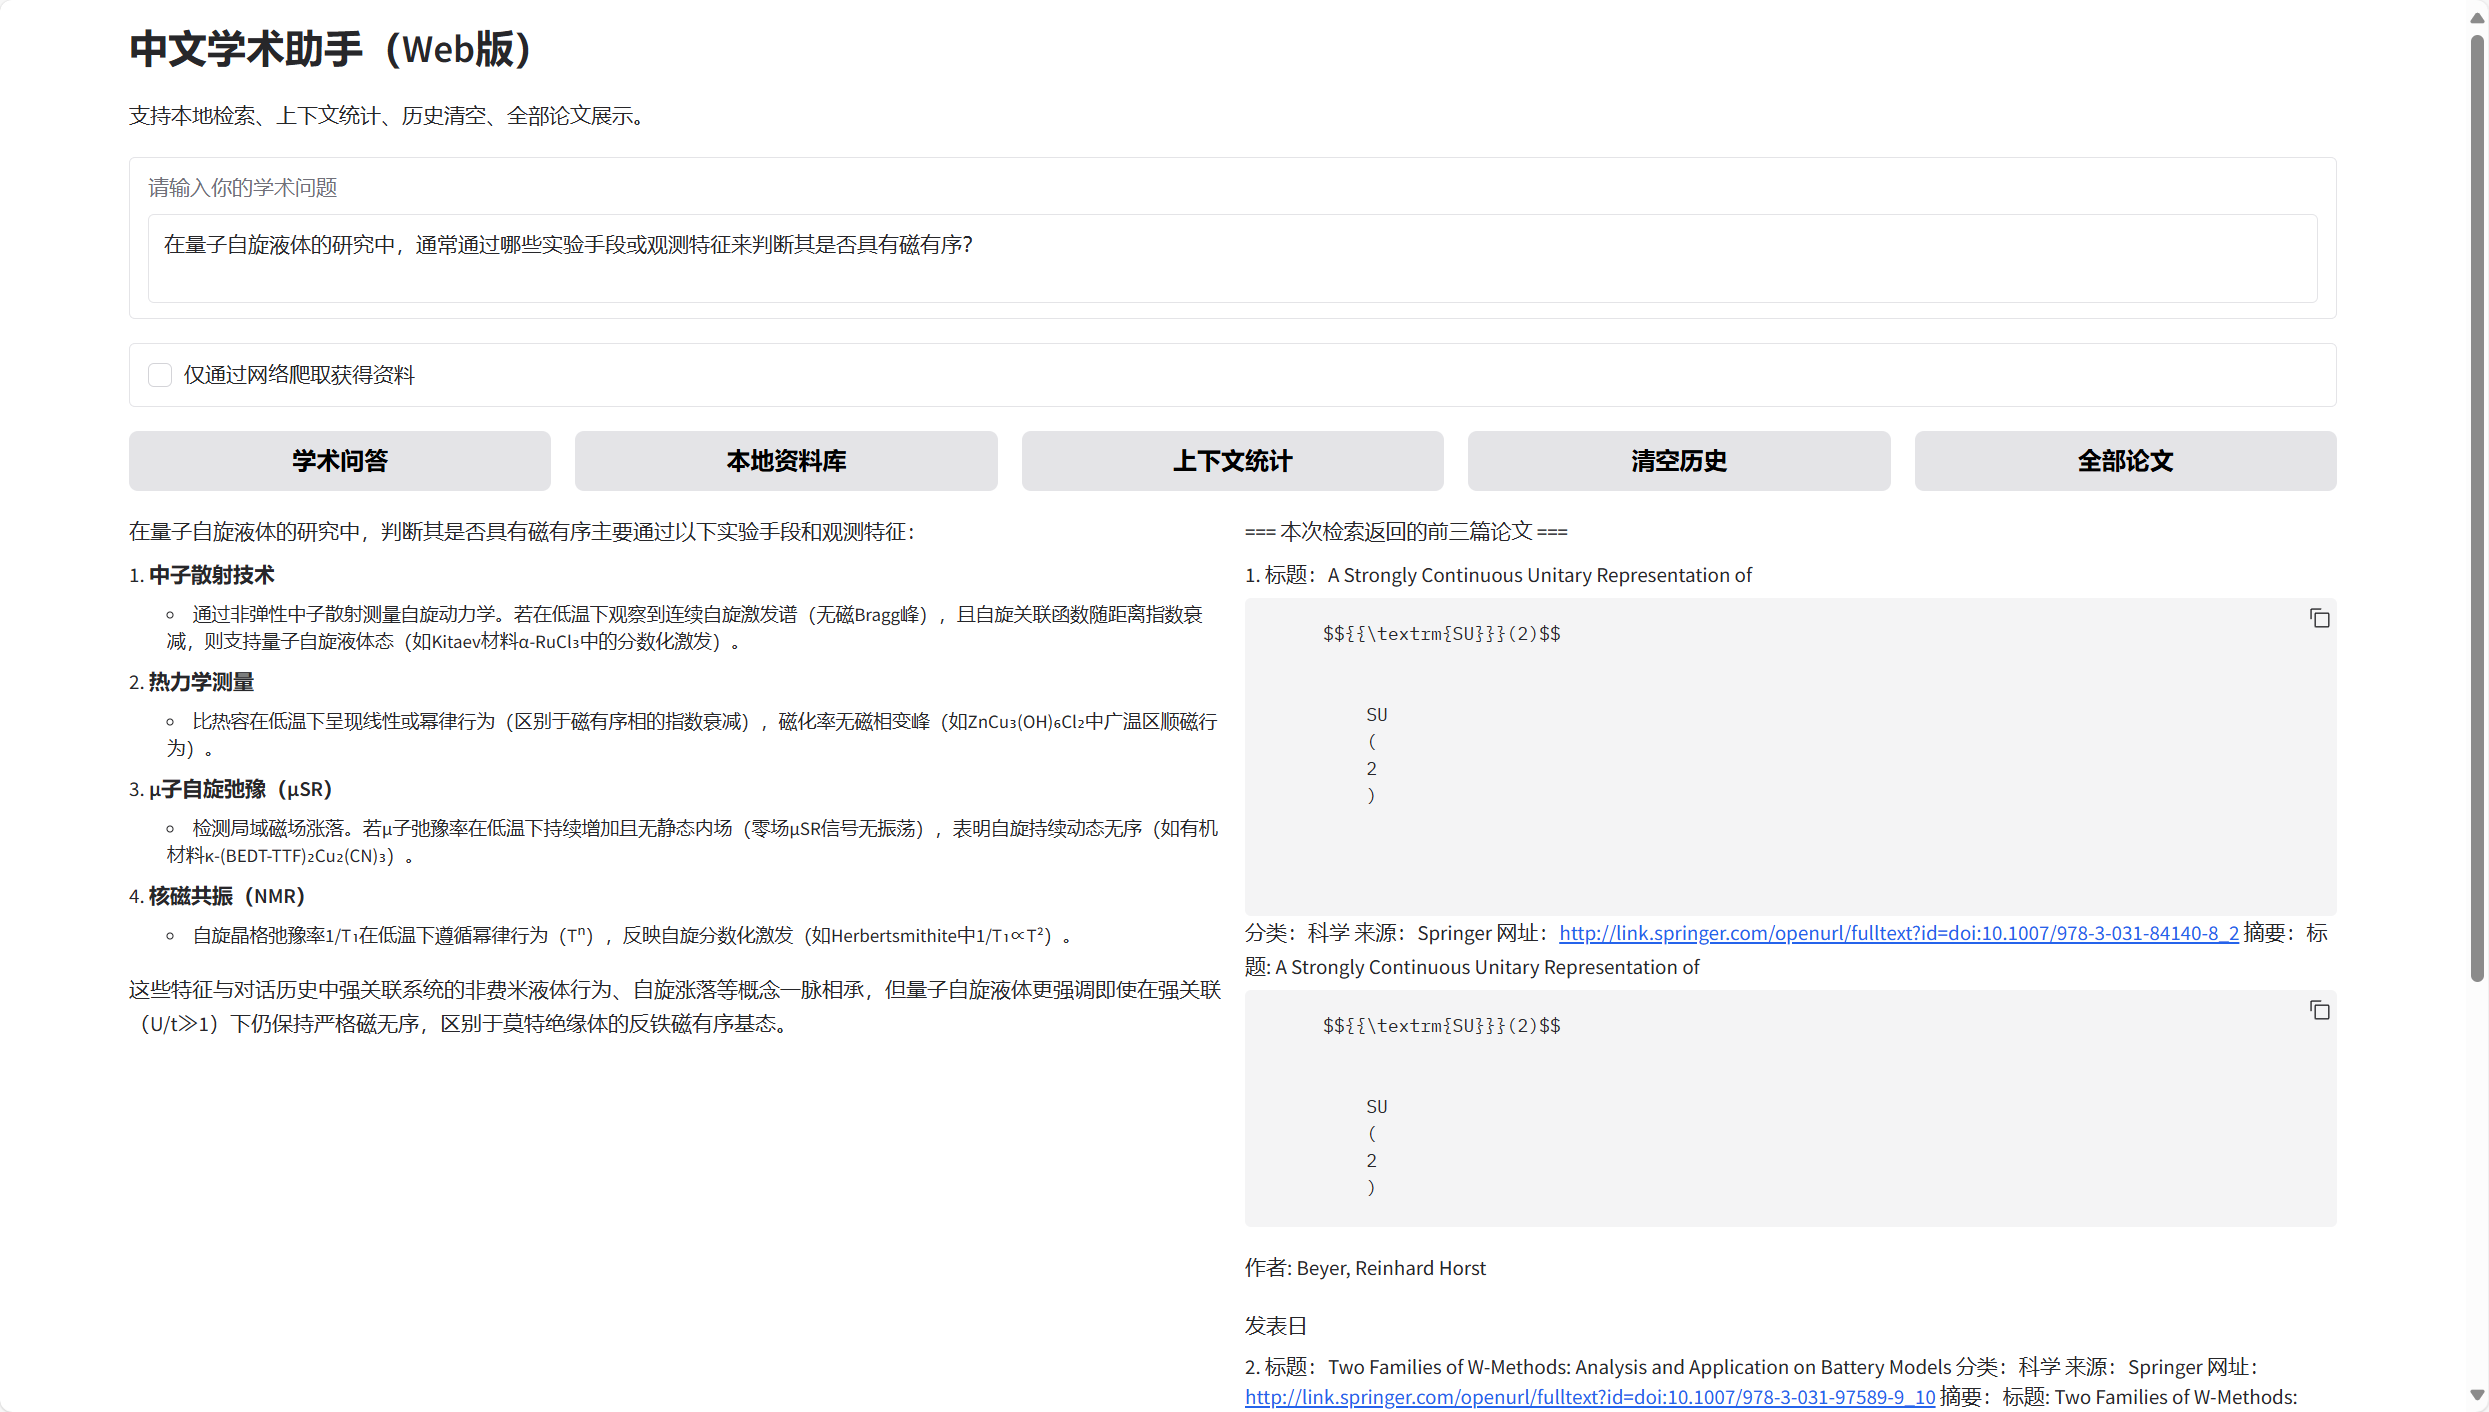 中文学术助手（Web版）
支持本地检索、上下文统计、历史清空、全部论文展示。
请输入你的学术问题
在量子自旋液体的研究中，通常通过哪些实验手段或观测特征来判断其是否具有磁有序？
仅通过网络爬取获得资料
学术问答
本地资料库
上下文统计
清空历史
全部论文
在量子自旋液体的研究中，判断其是否具有磁有序主要通过以下实验手段和观测特征：
1. 中子散射技术
◦ 通过非弹性中子散射测量自旋动力学。若在低温下观察到连续自旋激发谱（无磁Bragg峰），且自旋关联函数随距离指数衰
减，则支持量子自旋液体态（如Kitaev材料α-RuCl₃中的分数化激发）。
2. 热力学测量
◦ 比热容在低温下呈现线性或幂律行为（区别于磁有序相的指数衰减），磁化率无磁相变峰（如ZnCu₃(OH)₆Cl₂中广温区顺磁行
为）。
3. μ子自旋弛豫（μSR）
◦ 检测局域磁场涨落。若μ子弛豫率在低温下持续增加且无静态内场（零场μSR信号无振荡），表明自旋持续动态无序（如有机
材料κ-(BEDT-TTF)₂Cu₂(CN)₃）。
4. 核磁共振（NMR）
◦ 自旋晶格弛豫率1/T₁在低温下遵循幂律行为（Tⁿ），反映自旋分数化激发（如Herbertsmithite中1/T₁∝T²）。
这些特征与对话历史中强关联系统的非费米液体行为、自旋涨落等概念一脉相承，但量子自旋液体更强调即使在强关联
（U/t≫1）下仍保持严格磁无序，区别于莫特绝缘体的反铁磁有序基态。
=== 本次检索返回的前三篇论文 ===
1. 标题：A Strongly Continuous Unitary Representation of
$${{\textrm{SU}}}(2)$$
SU
(
2
)
分类：科学 来源：Springer 网址：http://link.springer.com/openurl/fulltext?id=doi:10.1007/978-3-031-84140-8_2 摘要：标
题: A Strongly Continuous Unitary Representation of
$${{\textrm{SU}}}(2)$$
SU
(
2
)
作者: Beyer, Reinhard Horst
发表日
2. 标题：Two Families of W-Methods: Analysis and Application on Battery Models 分类：科学 来源：Springer 网址：
http://link.springer.com/openurl/fulltext?id=doi:10.1007/978-3-031-97589-9_10 摘要：标题: Two Families of W-Methods: